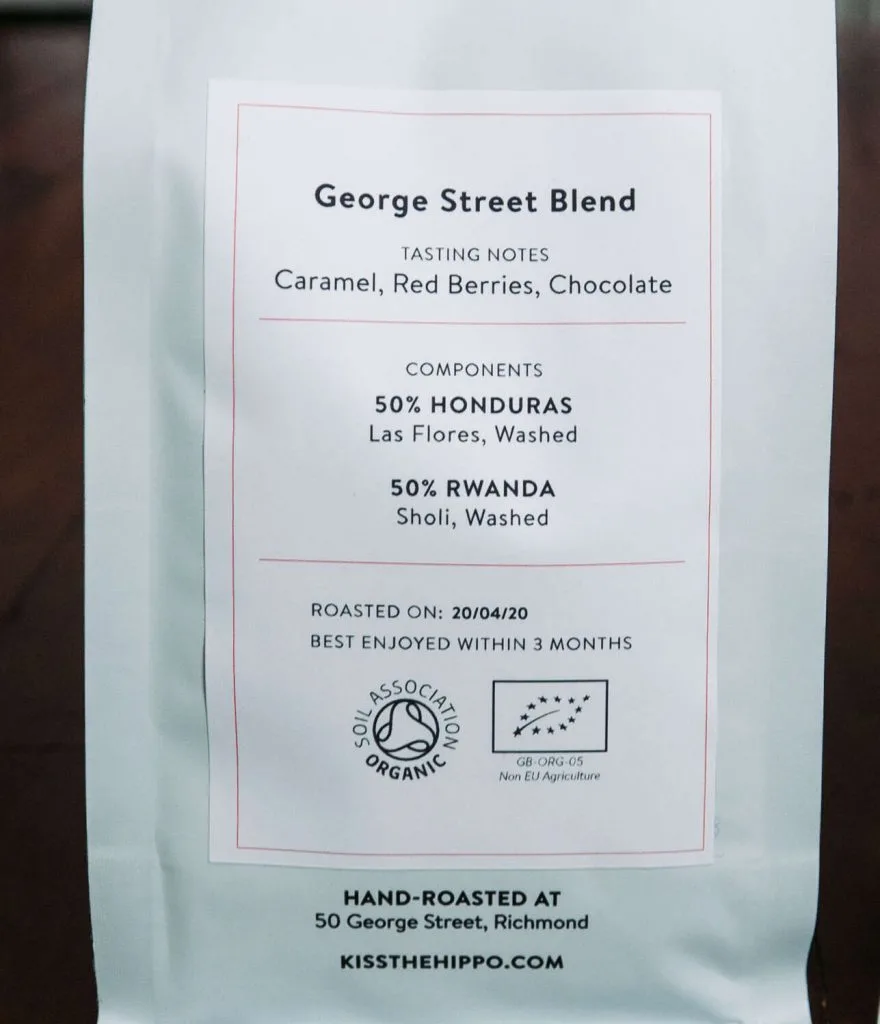 George Street Blend
TASTING NOTES
Caramel, Red Berries, Chocolate
COMPONENTS
50% HONDURAS
Las Flores, Washed
50% RWANDA
Sholi, Washed
ROASTED ON: 20/04/20
BEST ENJOYED WITHIN 3 MONTHS
SOIL ASSOCIATION
ORGANIC
GB-ORG-05
Non EU Agriculture
HAND-ROASTED AT
50 George Street, Richmond
KISSTHEHIPPO.COM